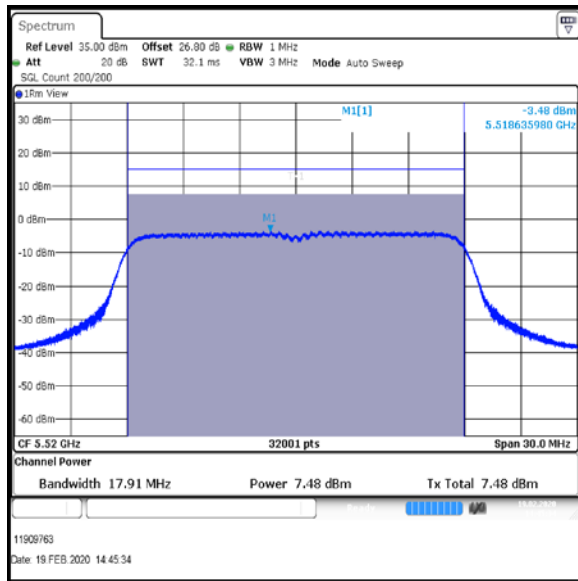 Spectrum
Ref Level 35.00 dBm Offset 26.80 dB RBW 1 MHz
Att 20 dB SWT 32.1 ms VBW 3 MHz Mode Auto Sweep
SGL Count 200/200
1Rm View
M1[1] -3.48 dBm
5.518635980 GHz
30 dBm
20 dBm
10 dBm
0 dBm
M1
-10 dBm
-20 dBm
-30 dBm
-40 dBm
-50 dBm
-60 dBm
CF 5.52 GHz 32001 pts Span 30.0 MHz
Channel Power
Bandwidth 17.91 MHz Power 7.48 dBm Tx Total 7.48 dBm
11909763
Date: 19.FEB.2020 14:45:34